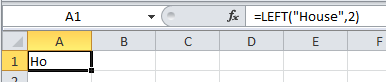 A1 fx =LEFT("House",2)
A B C D E F
1 Ho
2